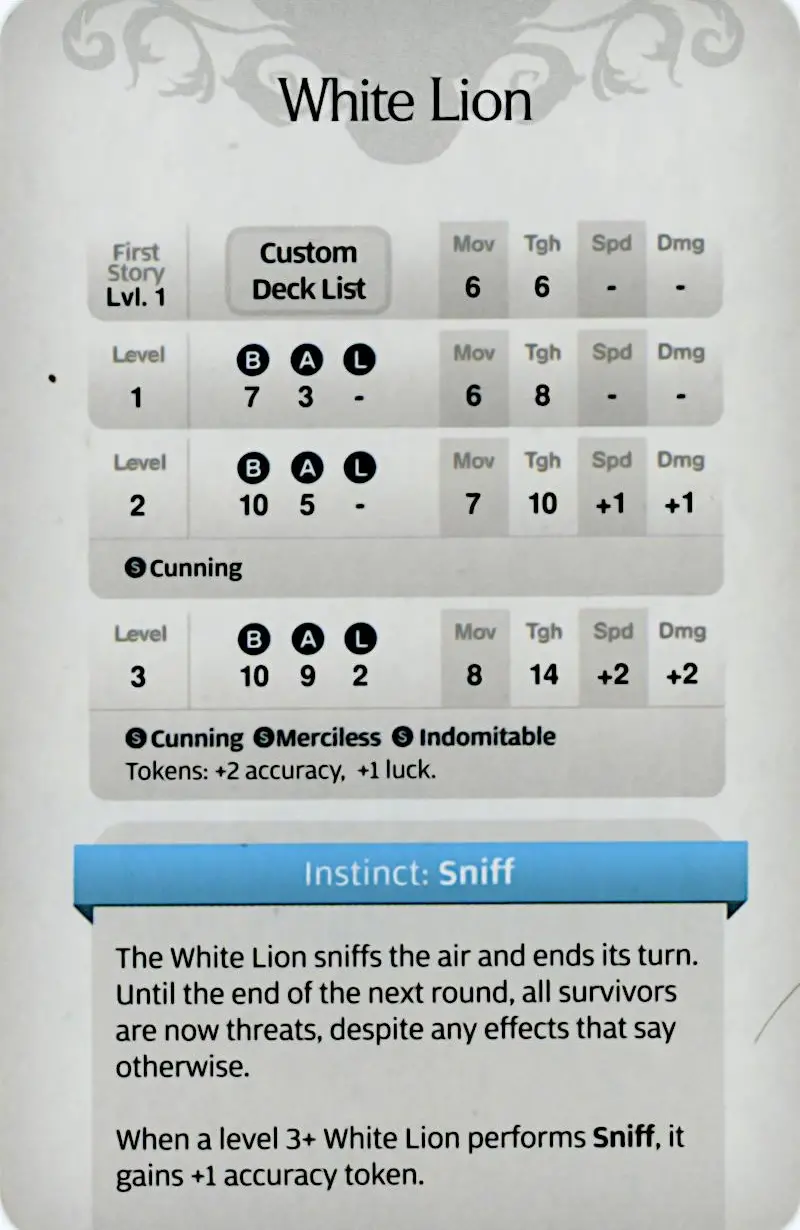 White Lion
First
Story
Lvl. 1
Custom
Deck List
Mov Tgh Spd Dmg
6 6 - -
Level B A L Mov Tgh Spd Dmg
1 7 3 - 6 8 - -
Level B A L Mov Tgh Spd Dmg
2 10 5 - 7 10 +1 +1
S Cunning
Level B A L Mov Tgh Spd Dmg
3 10 9 2 8 14 +2 +2
S Cunning S Merciless S Indomitable
Tokens: +2 accuracy, +1 luck.
Instinct: Sniff
The White Lion sniffs the air and ends its turn.
Until the end of the next round, all survivors
are now threats, despite any effects that say
otherwise.
When a level 3+ White Lion performs Sniff, it
gains +1 accuracy token.